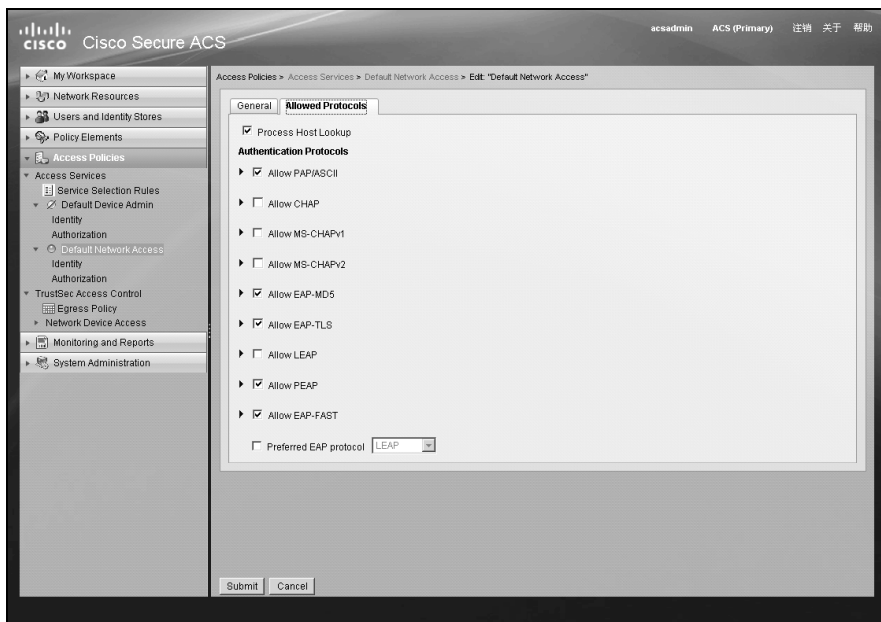 acsadmin ACS (Primary) 注销 关于 帮助
CISCO Cisco Secure ACS
My Workspace
Network Resources
Users and Identity Stores
Policy Elements
Access Policies
Access Services
Service Selection Rules
Default Device Admin
Identity
Authorization
Default Network Access
Identity
Authorization
TrustSec Access Control
Egress Policy
Network Device Access
Monitoring and Reports
System Administration
Access Policies > Access Services > Default Network Access > Edit: "Default Network Access"
General Allowed Protocols
Process Host Lookup
Authentication Protocols
Allow PAP/ASCII
Allow CHAP
Allow MS-CHAPv1
Allow MS-CHAPv2
Allow EAP-MD5
Allow EAP-TLS
Allow LEAP
Allow PEAP
Allow EAP-FAST
Preferred EAP protocol LEAP
Submit Cancel